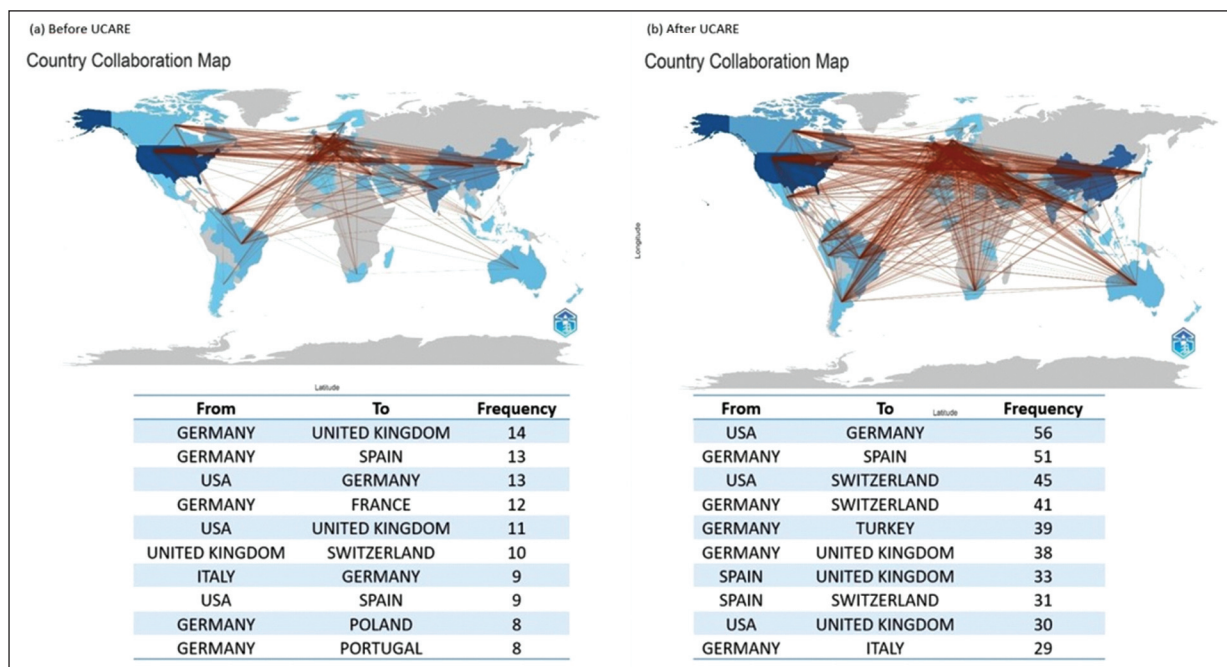 (a) Before UCARE
Country Collaboration Map
Latitude
From To Frequency
GERMANY UNITED KINGDOM 14
GERMANY SPAIN 13
USA GERMANY 13
GERMANY FRANCE 12
USA UNITED KINGDOM 11
UNITED KINGDOM SWITZERLAND 10
ITALY GERMANY 9
USA SPAIN 9
GERMANY POLAND 8
GERMANY PORTUGAL 8
(b) After UCARE
Country Collaboration Map
Longitude
Latitude
From To Frequency
USA GERMANY 56
GERMANY SPAIN 51
USA SWITZERLAND 45
GERMANY SWITZERLAND 41
GERMANY TURKEY 39
GERMANY UNITED KINGDOM 38
SPAIN UNITED KINGDOM 33
SPAIN SWITZERLAND 31
USA UNITED KINGDOM 30
GERMANY ITALY 29